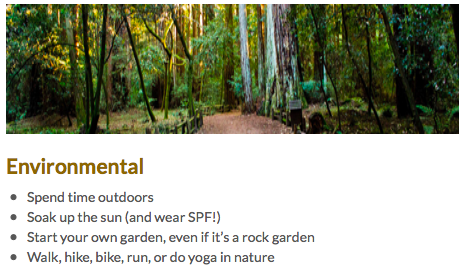 Environmental
• Spend time outdoors
• Soak up the sun (and wear SPF!)
• Start your own garden, even if it's a rock garden
• Walk, hike, bike, run, or do yoga in nature